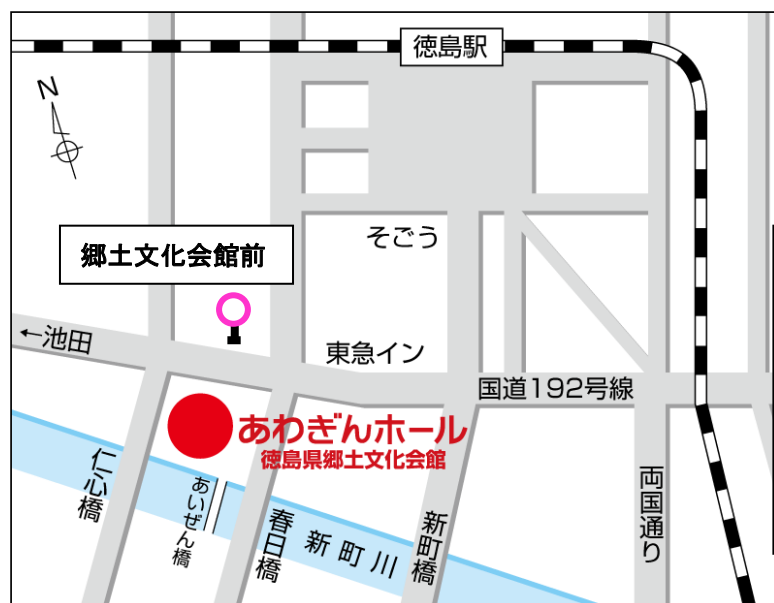 徳島駅
N
そごう
郷土文化会館前
←池田
東急イン
国道192号線
あわぎんホール
徳島県郷土文化会館
仁心橋
あいぜん橋
春日橋
新町川
新町橋
両国通り